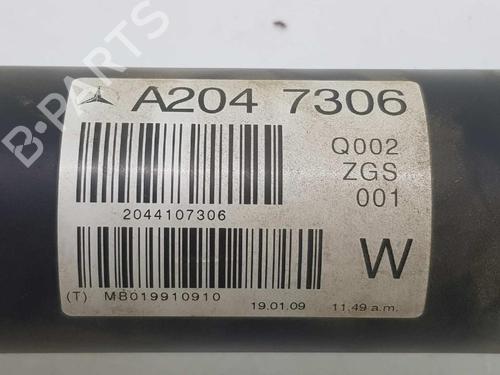 A204 7306
Q002
ZGS
001
2044107306
W
(T) MB019910910
19.01.09
11.49 a.m.
B-PARTS